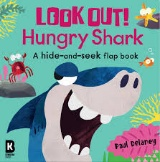 LOOK OUT!
Hungry Shark
A hide-and-seek flap book
Paul Delaney
K